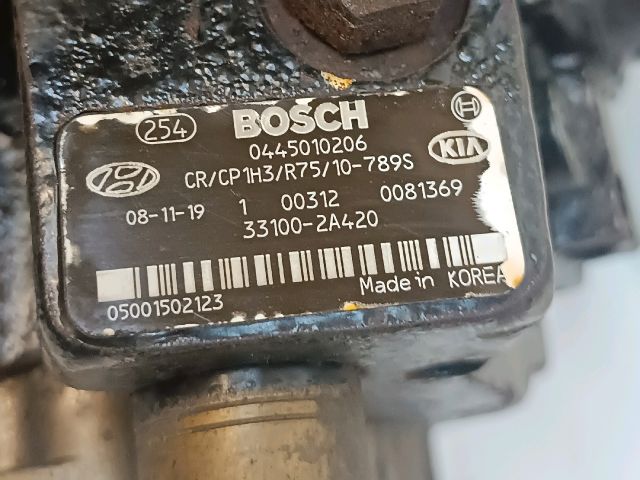 254 BOSCH
0445010206
CR/CP1H3/R75/10-789S KIA
08-11-19 1 00312 0081369
33100-2A420
05001502123 Made in KOREA